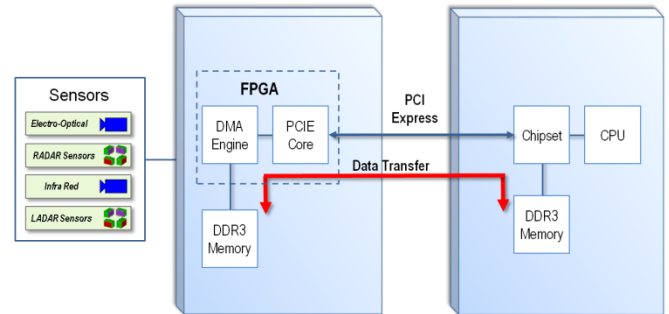 Sensors
Electro-Optical
RADAR Sensors
Infra Red
LADAR Sensors
FPGA
DMA
Engine
PCIE
Core
DDR3
Memory
PCI
Express
Data Transfer
Chipset
CPU
DDR3
Memory